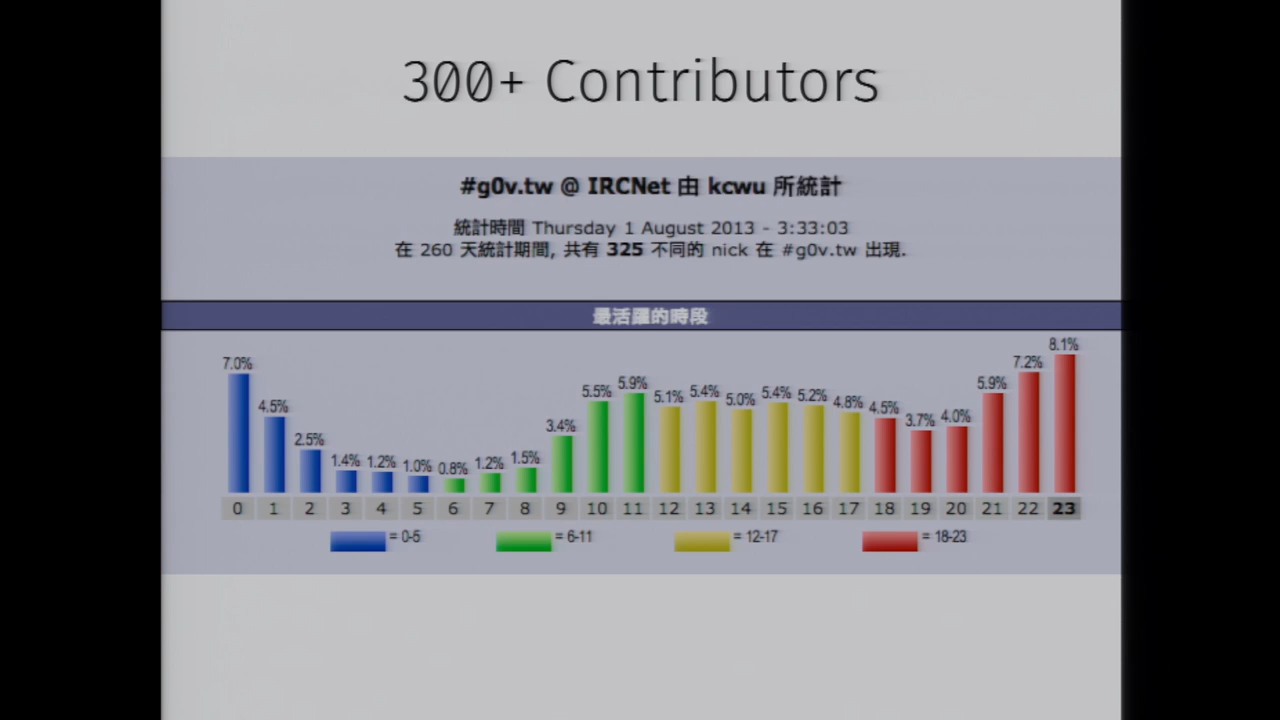 300+ Contributors
#g0v.tw @ IRCNet 由 kcwu 所統計
統計時間 Thursday 1 August 2013 - 3:33:03
在 260 天統計期間, 共有 325 不同的 nick 在 #g0v.tw 出現.
最活躍的時段
7.0% 4.5% 2.5% 1.4% 1.2% 1.0% 0.8% 1.2% 1.5% 3.4% 5.5% 5.9% 5.1% 5.4% 5.0% 5.4% 5.2% 4.8% 4.5% 3.7% 4.0% 5.9% 7.2% 8.1%
0 1 2 3 4 5 6 7 8 9 10 11 12 13 14 15 16 17 18 19 20 21 22 23
= 0-5 = 6-11 = 12-17 = 18-23